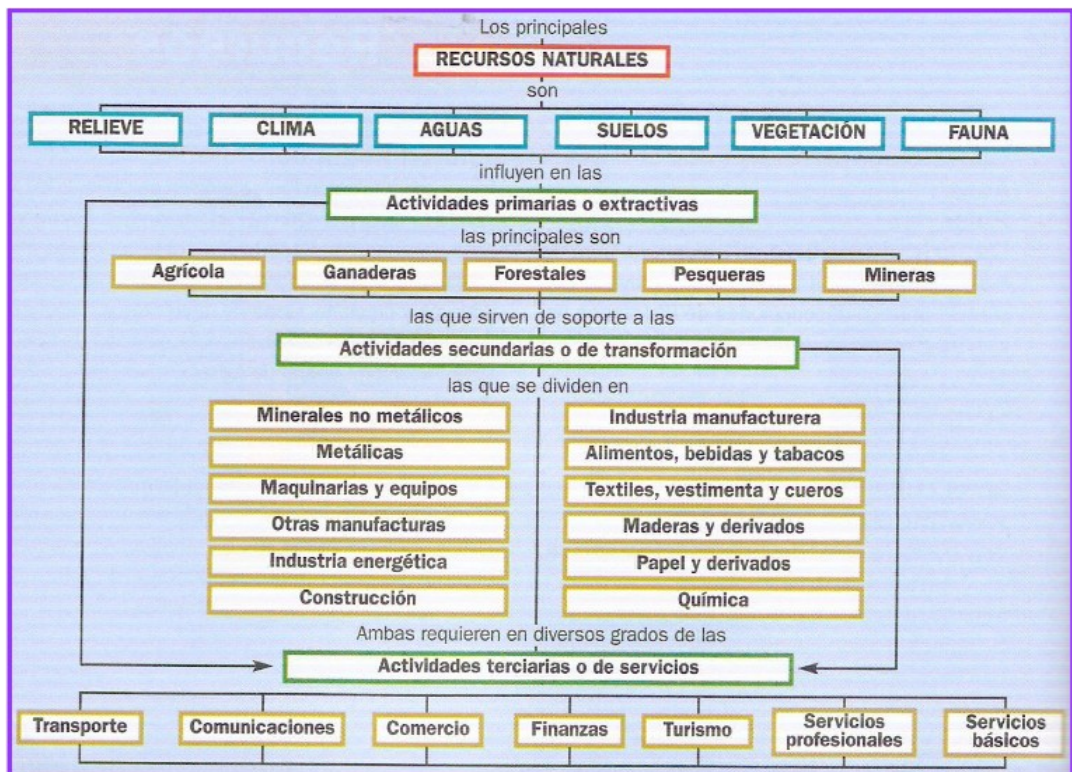 Los principales
RECURSOS NATURALES
son
RELIEVE
CLIMA
AGUAS
SUELOS
VEGETACIÓN
FAUNA
influyen en las
Actividades primarias o extractivas
las principales son
Agrícola
Ganaderas
Forestales
Pesqueras
Mineras
las que sirven de soporte a las
Actividades secundarias o de transformación
las que se dividen en
Minerales no metálicos
Metálicas
Maquinarias y equipos
Otras manufacturas
Industria energética
Construcción
Industria manufacturera
Alimentos, bebidas y tabacos
Textiles, vestimenta y cueros
Maderas y derivados
Papel y derivados
Química
Ambas requieren en diversos grados de las
Actividades terciarias o de servicios
Transporte
Comunicaciones
Comercio
Finanzas
Turismo
Servicios
profesionales
Servicios
básicos